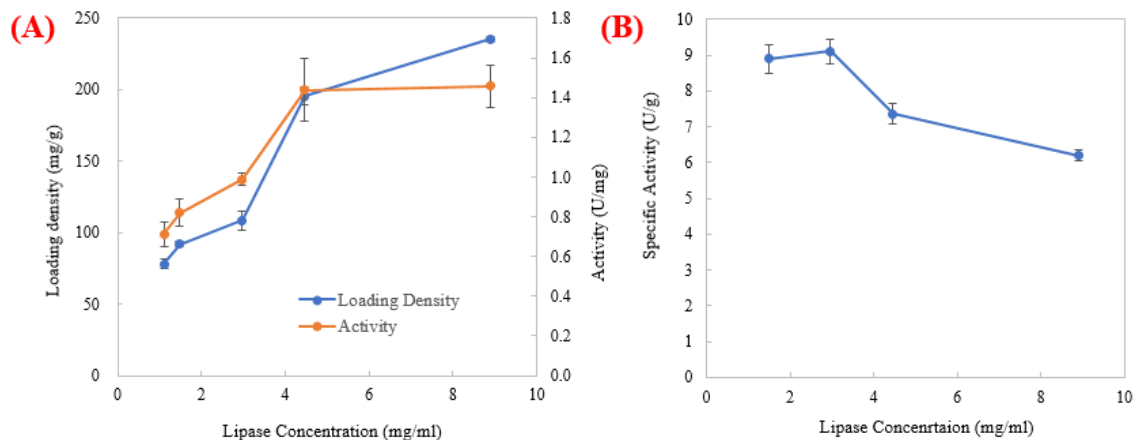 (A)
250
200
150
100
50
0
Loading density (mg/g)
1.8
1.6
1.4
1.2
1.0
0.8
0.6
0.4
0.2
0.0
Activity (U/mg)
Loading Density
Activity
0 2 4 6 8 10
Lipase Concentration (mg/ml)
(B)
10
9
8
7
6
5
4
3
2
1
0
Specific Activity (U/g)
0 2 4 6 8 10
Lipase Concenrtaion (mg/ml)